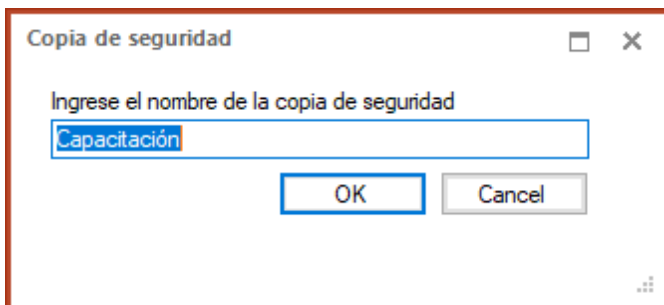 Copia de seguridad
Ingrese el nombre de la copia de seguridad
Capacitación
OK Cancel